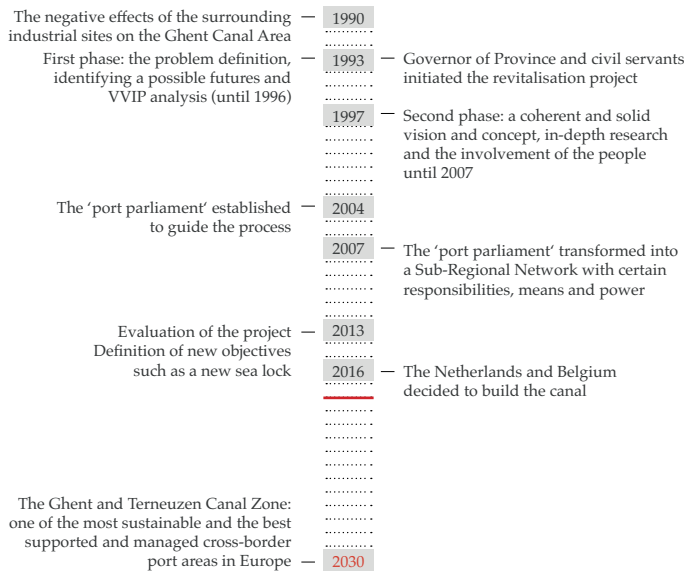 The negative effects of the surrounding
industrial sites on the Ghent Canal Area
1990
First phase: the problem definition,
identifying a possible futures and
VVIP analysis (until 1996)
1993
Governor of Province and civil servants
initiated the revitalisation project
1997
Second phase: a coherent and solid
vision and concept, in-depth research
and the involvement of the people
until 2007
The ‘port parliament‘ established
to guide the process
2004
2007
The ‘port parliament‘ transformed into
a Sub-Regional Network with certain
responsibilities, means and power
Evaluation of the project
Definition of new objectives
such as a new sea lock
2013
2016
The Netherlands and Belgium
decided to build the canal
The Ghent and Terneuzen Canal Zone:
one of the most sustainable and the best
supported and managed cross-border
port areas in Europe
2030